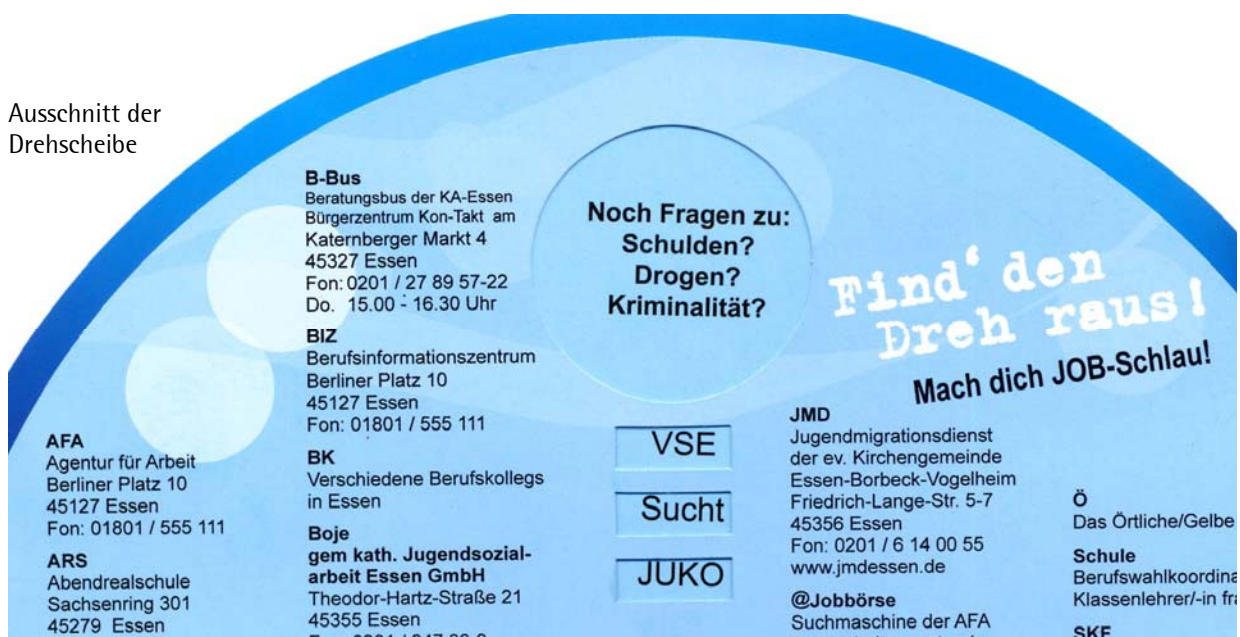 Ausschnitt der
Drehscheibe
B-Bus
Beratungsbus der KA-Essen
Bürgerzentrum Kon-Takt am
Katernberger Markt 4
45327 Essen
Fon: 0201 / 27 89 57-22
Do. 15.00 - 16.30 Uhr
BIZ
Berufsinformationszentrum
Berliner Platz 10
45127 Essen
Fon: 01801 / 555 111
BK
Verschiedene Berufskollegs
in Essen
Boje
gem kath. Jugendsozial-
arbeit Essen GmbH
Theodor-Hartz-Straße 21
45355 Essen
AFA
Agentur für Arbeit
Berliner Platz 10
45127 Essen
Fon: 01801 / 555 111
ARS
Abendrealschule
Sachsenring 301
45279 Essen
Noch Fragen zu:
Schulden?
Drogen?
Kriminalität?
VSE
Sucht
JUKO
Find' den
Dreh raus!
Mach dich JOB-Schlau!
JMD
Jugendmigrationsdienst
der ev. Kirchengemeinde
Essen-Borbeck-Vogelheim
Friedrich-Lange-Str. 5-7
45356 Essen
Fon: 0201 / 6 14 00 55
www.jmdessen.de
@Jobbörse
Suchmaschine der AFA
Ö
Das Örtliche/Gelbe
Schule
Berufswahlkoordina
Klassenlehrer/-in fra
SKF